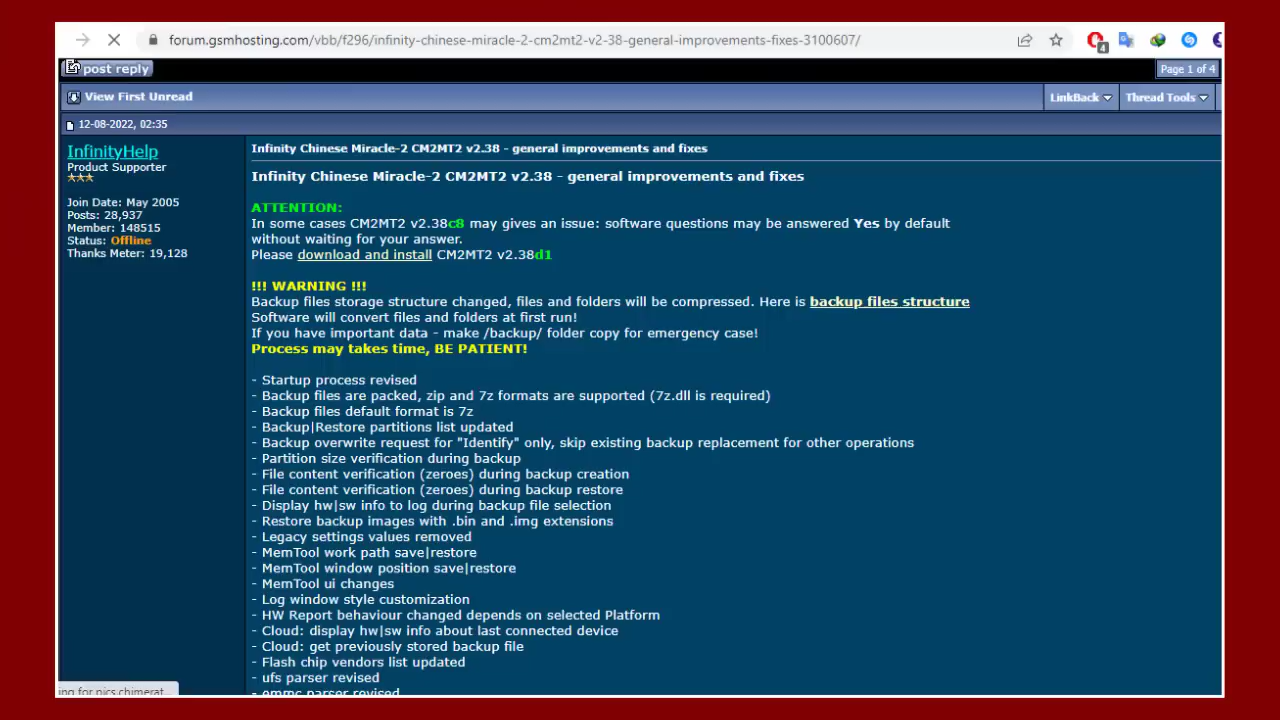 forum.gsmhosting.com/vbb/f296/infinity-chinese-miracle-2-cm2mt2-v2-38-general-improvements-fixes-3100607/
4
post reply
Page 1 of 4
View First Unread
LinkBack
Thread Tools
12-08-2022, 02:35
InfinityHelp
Product Supporter
Join Date: May 2005
Posts: 28,937
Member: 148515
Status: Offline
Thanks Meter: 19,128
Infinity Chinese Miracle-2 CM2MT2 v2.38 - general improvements and fixes
Infinity Chinese Miracle-2 CM2MT2 v2.38 - general improvements and fixes
ATTENTION:
In some cases CM2MT2 v2.38c8 may gives an issue: software questions may be answered Yes by default
without waiting for your answer.
Please download and install CM2MT2 v2.38d1
!!! WARNING !!!
Backup files storage structure changed, files and folders will be compressed. Here is backup files structure
Software will convert files and folders at first run!
If you have important data - make /backup/ folder copy for emergency case!
Process may takes time, BE PATIENT!
- Startup process revised
- Backup files are packed, zip and 7z formats are supported (7z.dll is required)
- Backup files default format is 7z
- Backup|Restore partitions list updated
- Backup overwrite request for "Identify" only, skip existing backup replacement for other operations
- Partition size verification during backup
- File content verification (zeroes) during backup creation
- File content verification (zeroes) during backup restore
- Display hw|sw info to log during backup file selection
- Restore backup images with .bin and .img extensions
- Legacy settings values removed
- MemTool work path save|restore
- MemTool window position save|restore
- MemTool ui changes
- Log window style customization
- HW Report behaviour changed depends on selected Platform
- Cloud: display hw|sw info about last connected device
- Cloud: get previously stored backup file
- Flash chip vendors list updated
- ufs parser revised
- emmc parser revised
ing for pics.chimerat...